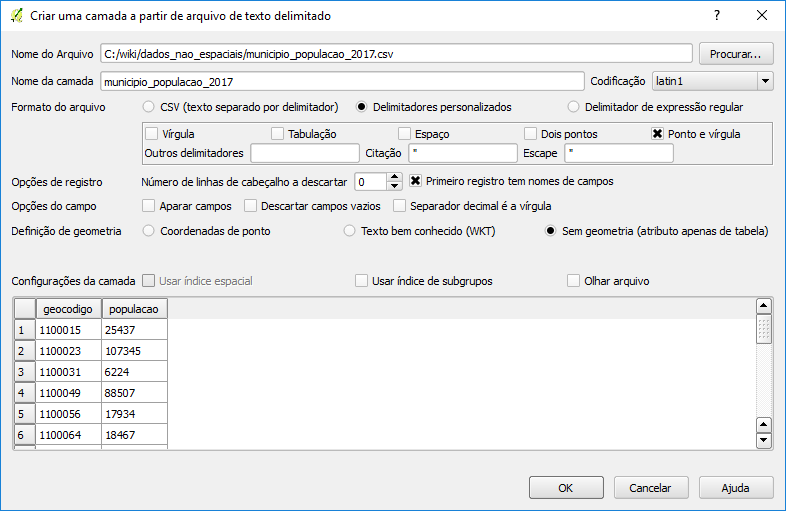 Criar uma camada a partir de arquivo de texto delimitado
Nome do Arquivo C:/wiki/dados_nao_espaciais/municipio_populacao_2017.csv Procurar...
Nome da camada municipio_populacao_2017 Codificação latin1
Formato do arquivo CSV (texto separado por delimitador) Delimitadores personalizados Delimitador de expressão regular
Vírgula Tabulação Espaço Dois pontos Ponto e vírgula
Outros delimitadores Citação " Escape "
Opções de registro Número de linhas de cabeçalho a descartar 0 Primeiro registro tem nomes de campos
Opções do campo Aparar campos Descartar campos vazios Separador decimal é a vírgula
Definição de geometria Coordenadas de ponto Texto bem conhecido (WKT) Sem geometria (atributo apenas de tabela)
Configurações da camada Usar índice espacial Usar índice de subgrupos Olhar arquivo
geocodigo populacao
1 1100015 25437
2 1100023 107345
3 1100031 6224
4 1100049 88507
5 1100056 17934
6 1100064 18467
OK Cancelar Ajuda